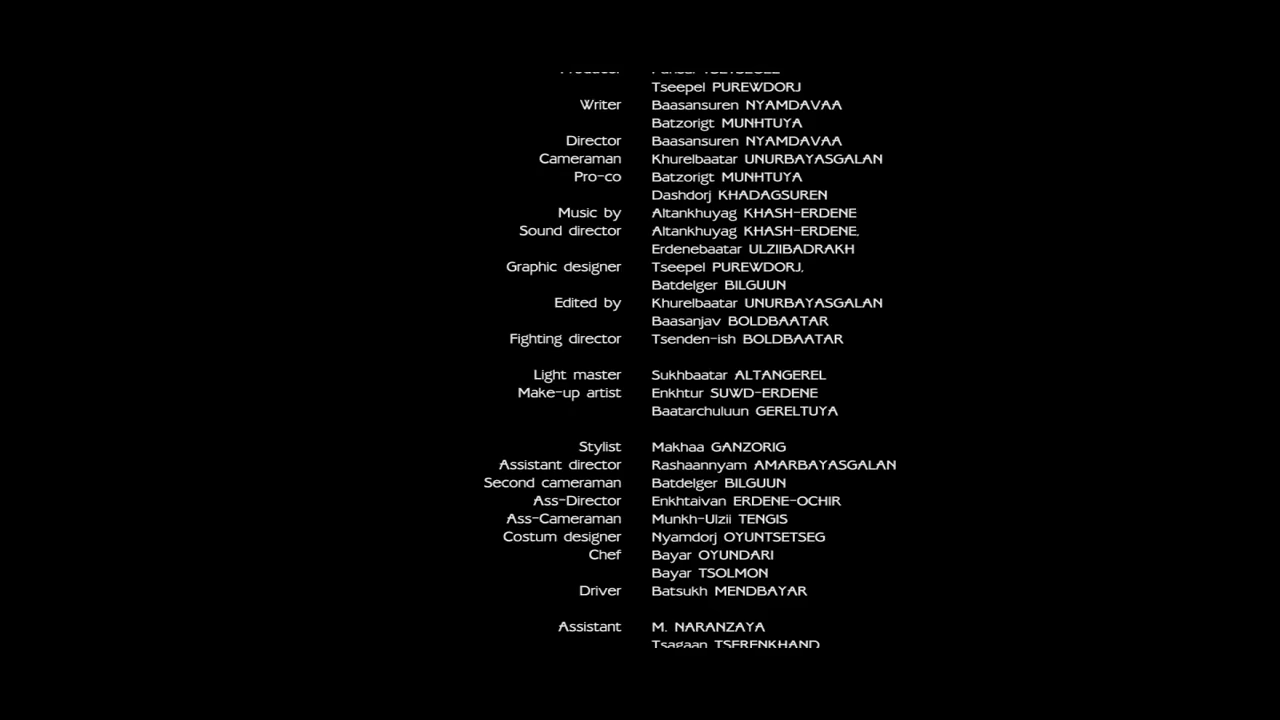 Producer
Tseepel PUREWDORJ
Writer Baasansuren NYAMDAVAA
Batzorigt MUNHTUYA
Director Baasansuren NYAMDAVAA
Cameraman Khurelbaatar UNURBAYASGALAN
Pro-co Batzorigt MUNHTUYA
Dashdorj KHADAGSUREN
Music by Altankhuyag KHASH-ERDENE
Sound director Altankhuyag KHASH-ERDENE,
Erdenebaatar ULZIIBADRAKH
Graphic designer Tseepel PUREWDORJ,
Batdelger BILGUUN
Edited by Khurelbaatar UNURBAYASGALAN
Baasanjav BOLDBAATAR
Fighting director Tsenden-ish BOLDBAATAR
Light master Sukhbaatar ALTANGEREL
Make-up artist Enkhtur SUWD-ERDENE
Baatarchuluun GERELTUYA
Stylist Makhaa GANZORIG
Assistant director Rashaannyam AMARBAYASGALAN
Second cameraman Batdelger BILGUUN
Ass-Director Enkhtaivan ERDENE-OCHIR
Ass-Cameraman Munkh-Ulzii TENGIS
Costum designer Nyamdorj OYUNTSETSEG
Chef Bayar OYUNDARI
Bayar TSOLMON
Driver Batsukh MENDBAYAR
Assistant M. NARANZAYA
Tsagaan TSERENKHAND